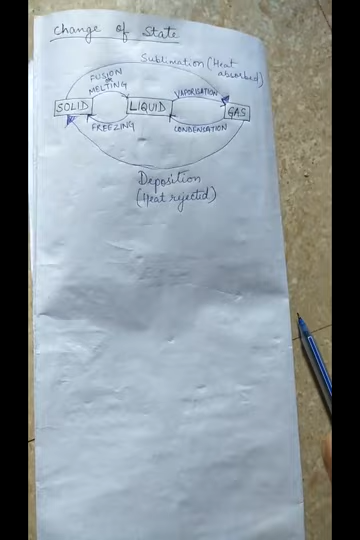 Change of State
Sublimation (Heat
absorbed)
FUSION
or
MELTING
VAPORISATION
SOLID
LIQUID
GAS
FREEZING
CONDENSATION
Deposition
(Heat rejected)